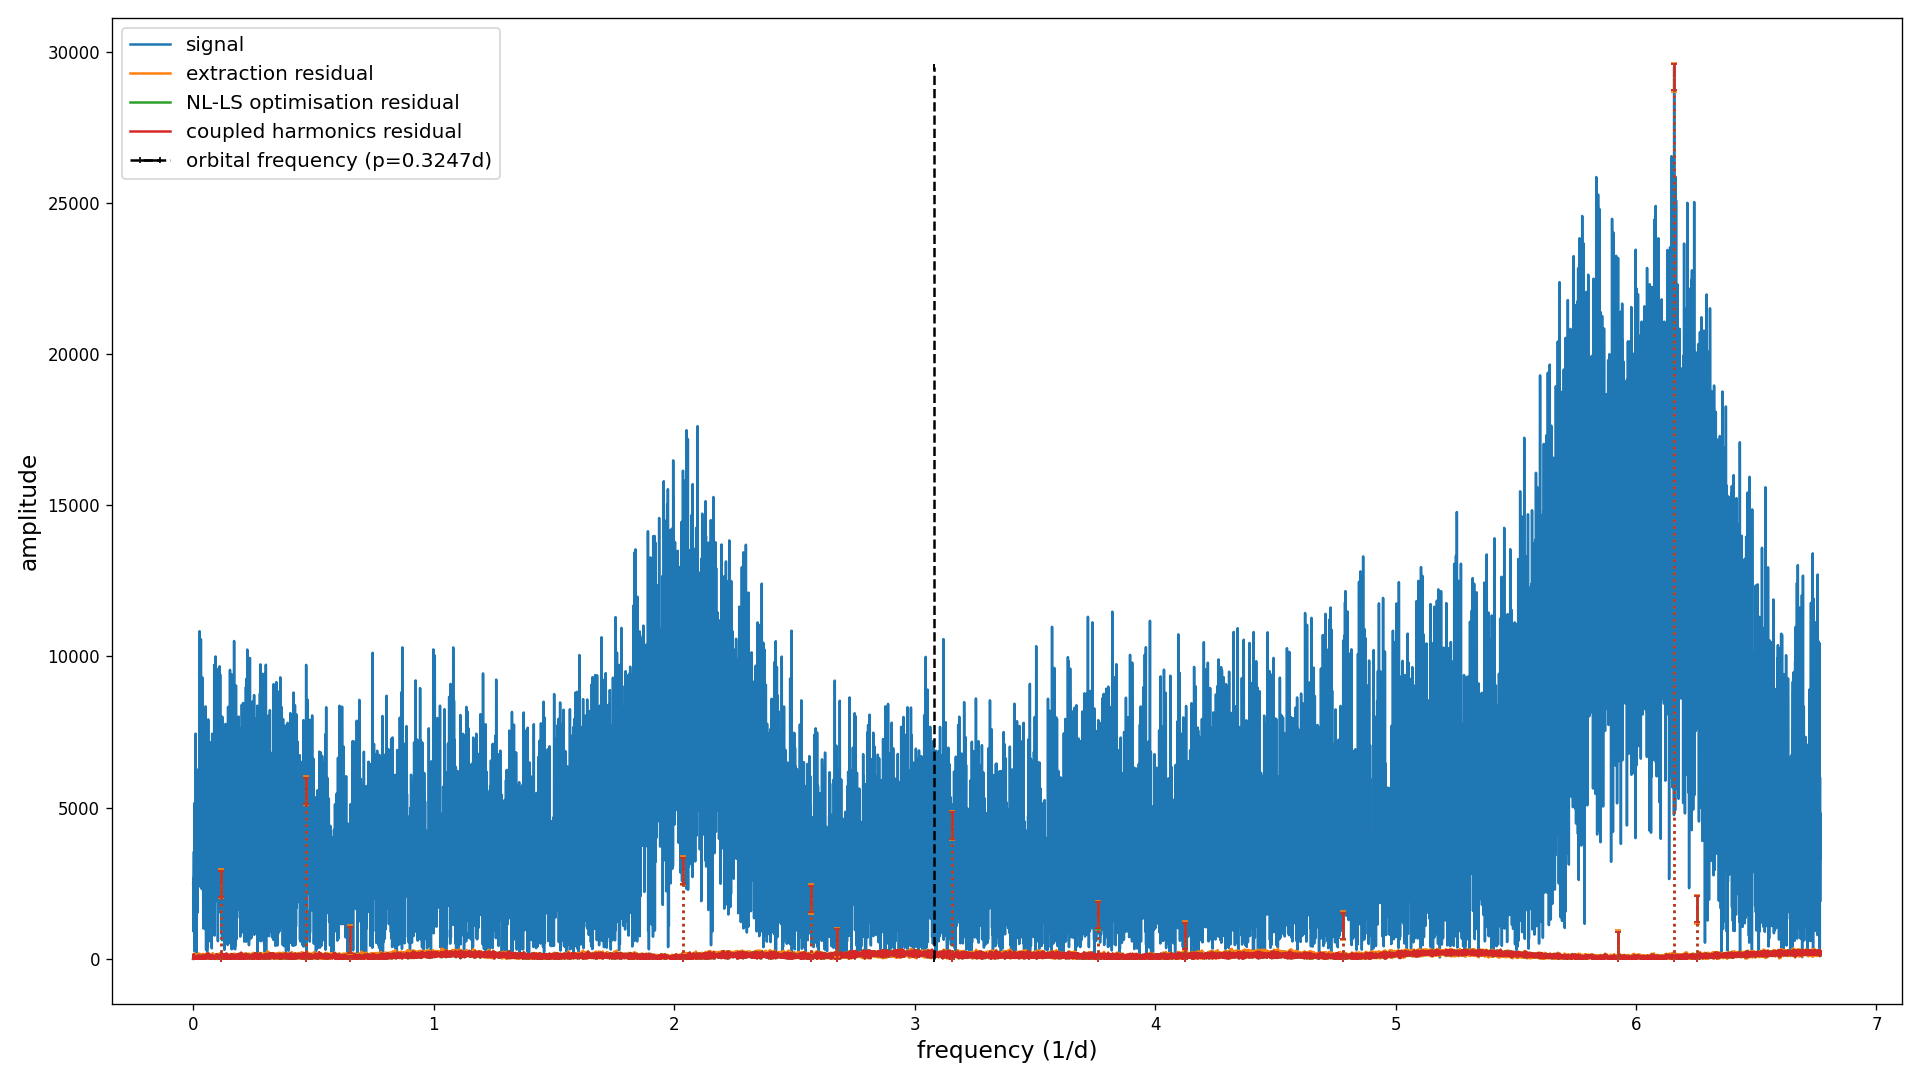 signal
extraction residual
NL-LS optimisation residual
coupled harmonics residual
orbital frequency (p=0.3247d)
30000
25000
20000
15000
10000
5000
0
amplitude
0 1 2 3 4 5 6 7
frequency (1/d)